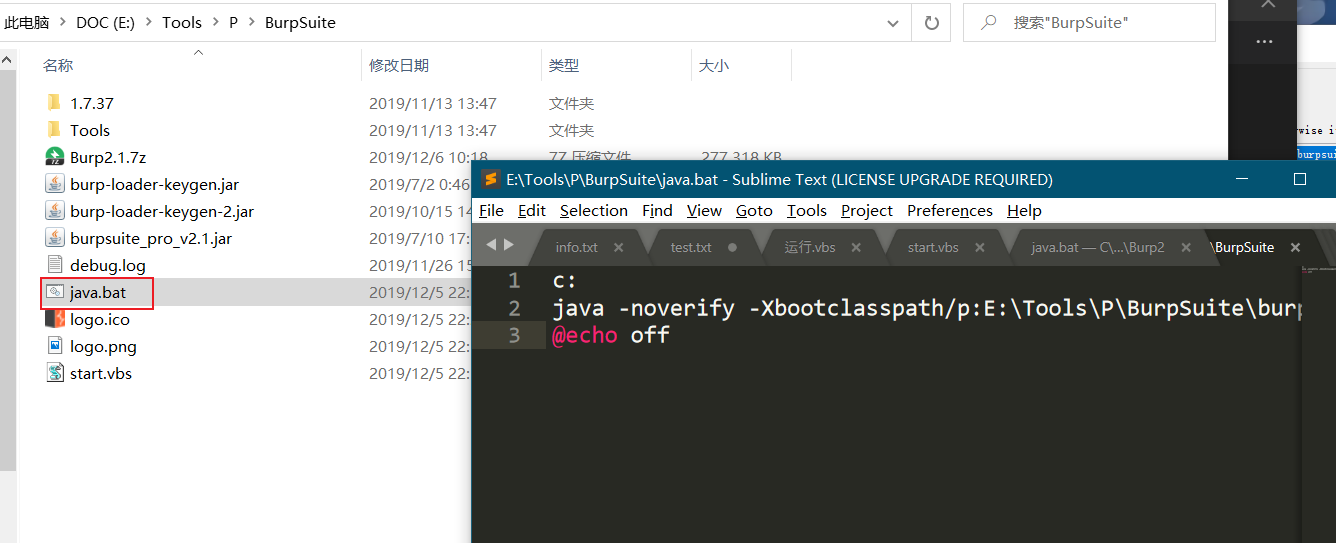 此电脑 > DOC (E:) > Tools > P > BurpSuite
搜索"BurpSuite"
名称 修改日期 类型 大小
1.7.37 2019/11/13 13:47 文件夹
Tools 2019/11/13 13:47 文件夹
Burp2.1.7z 2019/12/6 10:18 7Z 压缩文件 277,318 KB
burp-loader-keygen.jar 2019/7/2 0:46
burp-loader-keygen-2.jar 2019/10/15 14
burpsuite_pro_v2.1.jar 2019/7/10 17:
debug.log 2019/11/26 15
java.bat 2019/12/5 22:
logo.ico 2019/12/5 22:
logo.png 2019/12/5 22:
start.vbs 2019/12/5 22:
E:\Tools\P\BurpSuite\java.bat - Sublime Text (LICENSE UPGRADE REQUIRED)
File Edit Selection Find View Goto Tools Project Preferences Help
info.txt test.txt 运行.vbs start.vbs java.bat — C\...\Burp2 \BurpSuite
1 c:
2 java -noverify -Xbootclasspath/p:E:\Tools\P\BurpSuite\burp
3 @echo off
rwise i
burpsui